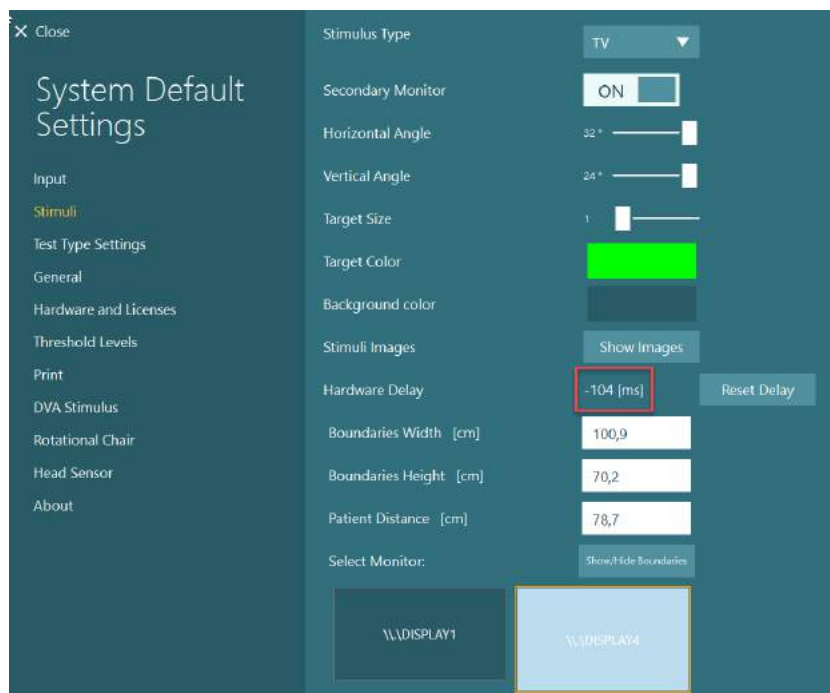 Close
System Default
Settings
Input
Stimuli
Test Type Settings
General
Hardware and Licenses
Threshold Levels
Print
DVA Stimulus
Rotational Chair
Head Sensor
About
Stimulus Type
TV
Secondary Monitor
ON
Horizontal Angle
32°
Vertical Angle
24°
Target Size
1
Target Color
Background color
Stimuli Images
Show Images
Hardware Delay
-104 [ms]
Reset Delay
Boundaries Width [cm]
100,9
Boundaries Height [cm]
70,2
Patient Distance [cm]
78,7
Select Monitor:
Show/Hide Boundaries
\\.\DISPLAY1
\\.\DISPLAY4